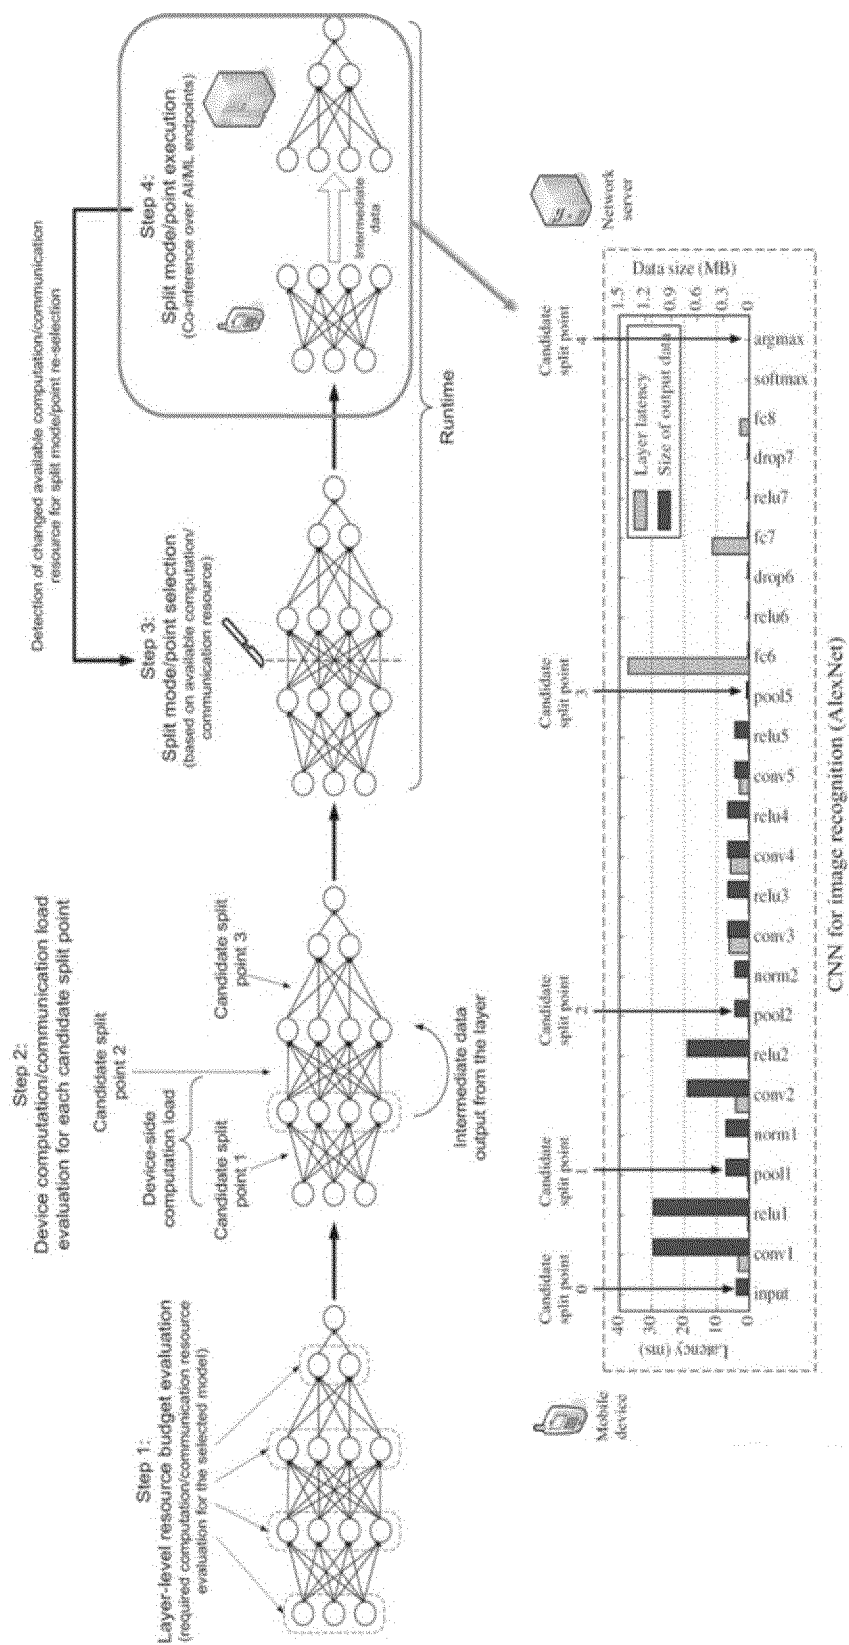 Step 1:
Layer-level resource budget evaluation
(required computation/communication resource
evaluation for the selected model)
Step 2:
Device computation/communication load
evaluation for each candidate split point
Candidate split
point 2
Device-side
computation load
Candidate split
point 1
Candidate split
point 3
Intermediate data
output from the layer
Detection of changed available computation/communication
resource for split mode/point re-selection
Step 3:
Split mode/point selection
(based on available computation/
communication resource)
Step 4:
Split mode/point execution
(Co-inference over AI/ML endpoints)
Intermediate
data
Runtime
Mobile
device
Network
server
Candidate
split point
0
Candidate
split point
1
Candidate
split point
2
Candidate
split point
3
Candidate
split point
4
Latency (ms)
40
30
20
10
0
Layer latency
Size of output data
Data size (MB)
1.5
1.2
0.9
0.6
0.3
0
input
conv1
relu1
pool1
norm1
conv2
relu2
pool2
norm2
conv3
relu3
conv4
relu4
conv5
relu5
pool5
fc6
relu6
drop6
fc7
relu7
drop7
fc8
softmax
argmax
CNN for image recognition (AlexNet)